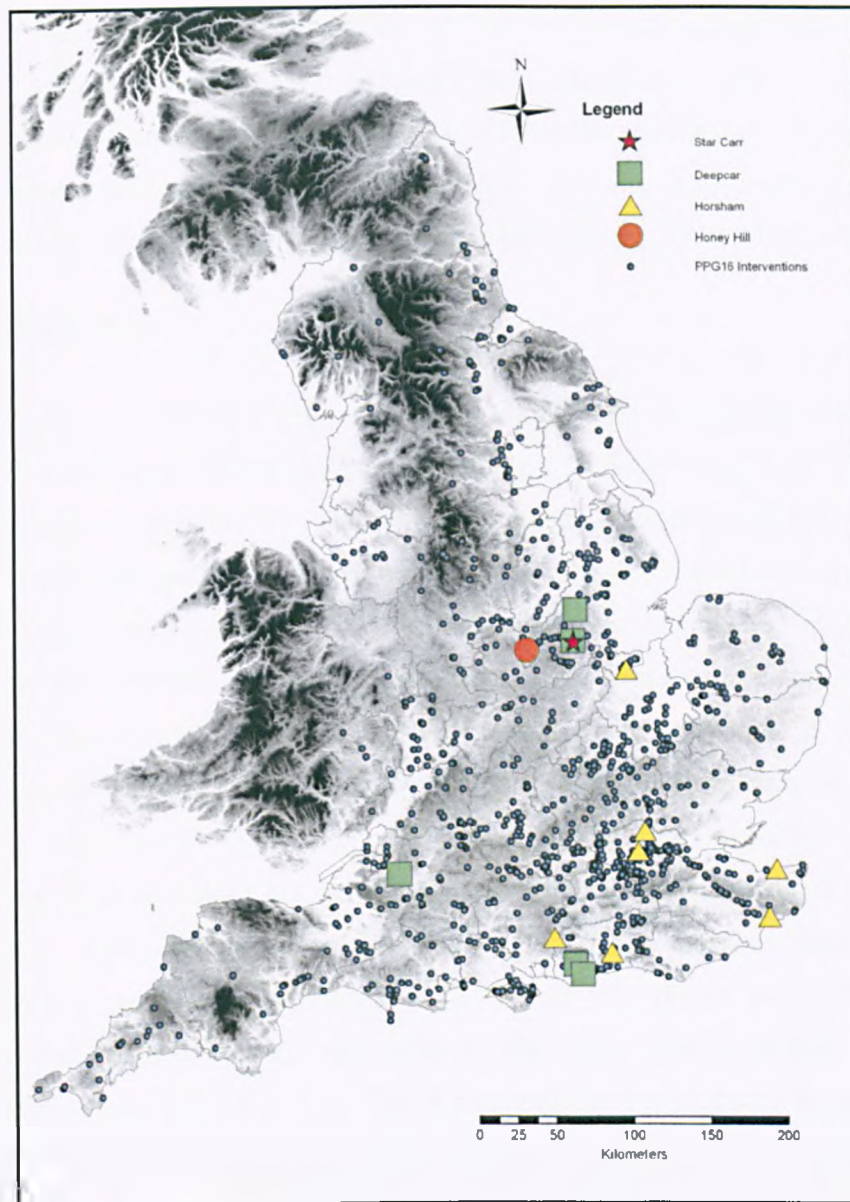 N
Legend
Star Carr
Deepcar
Horsham
Honey Hill
PPG16 Interventions
0 25 50 100 150 200
Kilometers